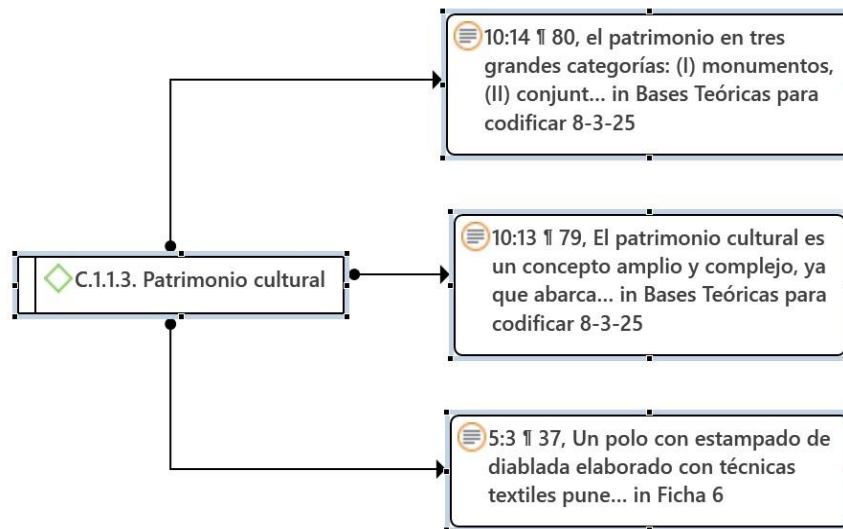 10:14 ¶ 80, el patrimonio en tres
grandes categorías: (I) monumentos,
(II) conjunt... in Bases Teóricas para
codificar 8-3-25
C.1.1.3. Patrimonio cultural
10:13 ¶ 79, El patrimonio cultural es
un concepto amplio y complejo, ya
que abarca... in Bases Teóricas para
codificar 8-3-25
5:3 ¶ 37, Un polo con estampado de
diablada elaborado con técnicas
textiles pune... in Ficha 6